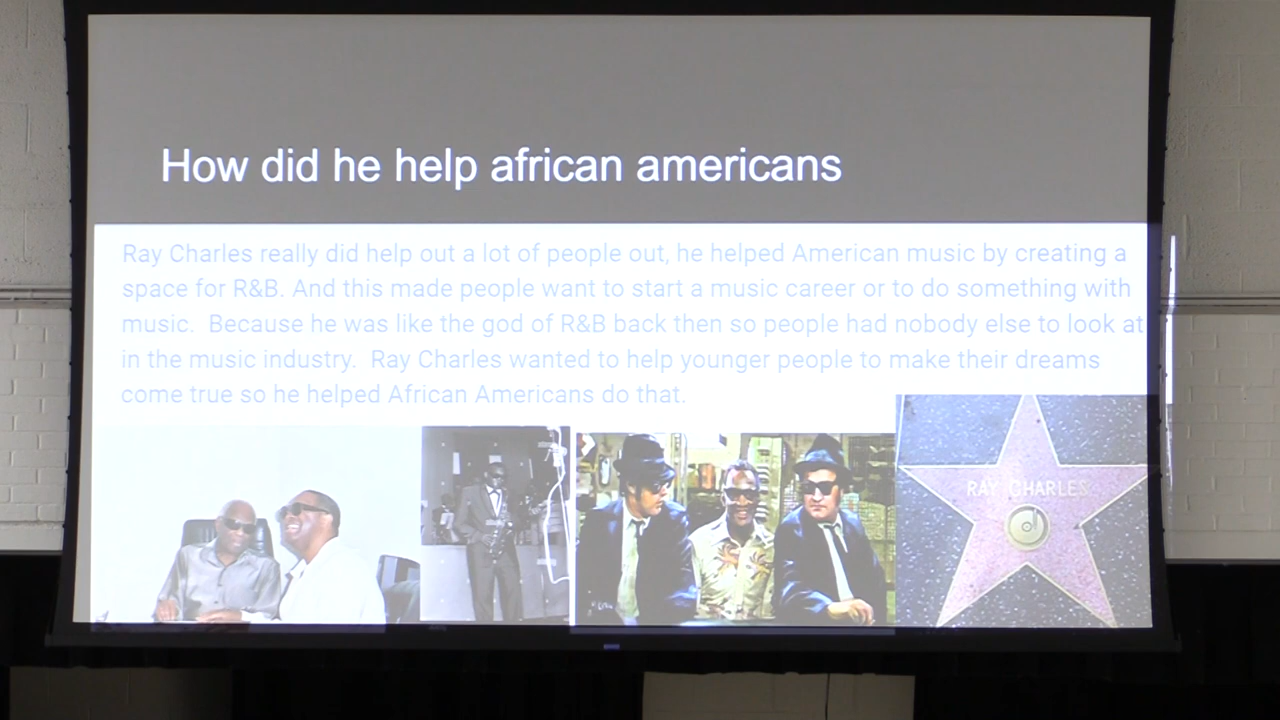 How did he help african americans
Ray Charles really did help out a lot of people out, he helped American music by creating a
space for R&B. And this made people want to start a music career or to do something with
music.  Because he was like the god of R&B back then so people had nobody else to look at
in the music industry.  Ray Charles wanted to help younger people to make their dreams
come true so he helped African Americans do that.
RAY CHARLES